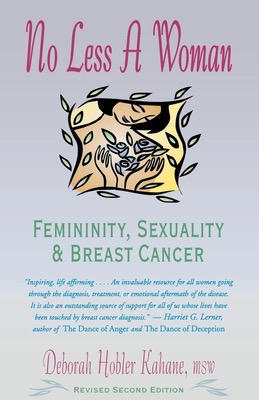 No Less A Woman
FEMININITY, SEXUALITY
& BREAST CANCER
"Inspiring, life affirming . . . . An invaluable resource for all women going
through the diagnosis, treatment, or emotional aftermath of the disease.
It is also an outstanding source of support for all of us whose lives have
been touched by breast cancer diagnosis." — Harriet G. Lerner,
author of The Dance of Anger and The Dance of Deception
Deborah Hobler Kahane, MSW
REVISED SECOND EDITION